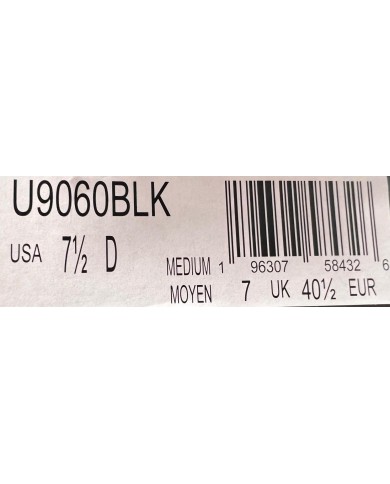 U9060BLK
USA 7½ D
MEDIUM 1 96307 58432 6
MOYEN 7 UK 40½ EUR